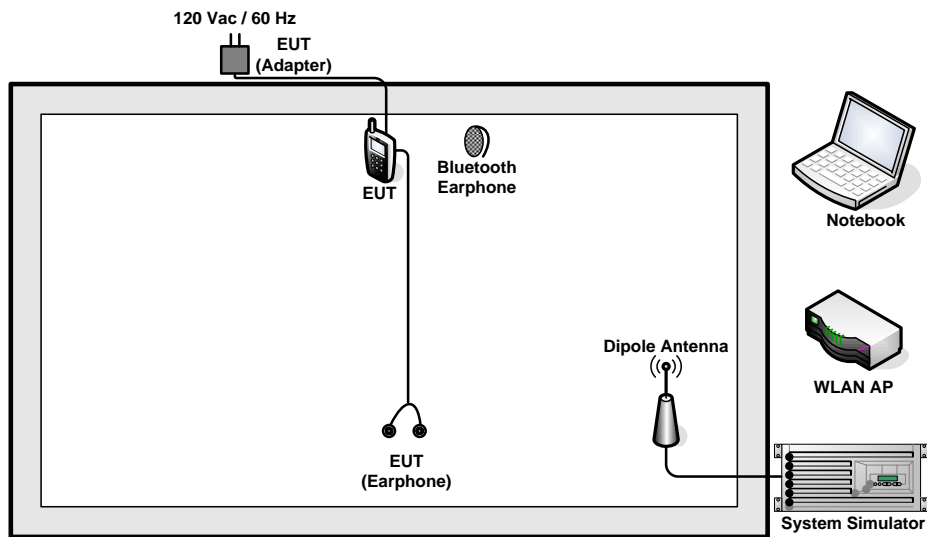 120 Vac / 60 Hz
EUT
(Adapter)
EUT
Bluetooth
Earphone
Notebook
Dipole Antenna
WLAN AP
EUT
(Earphone)
System Simulator